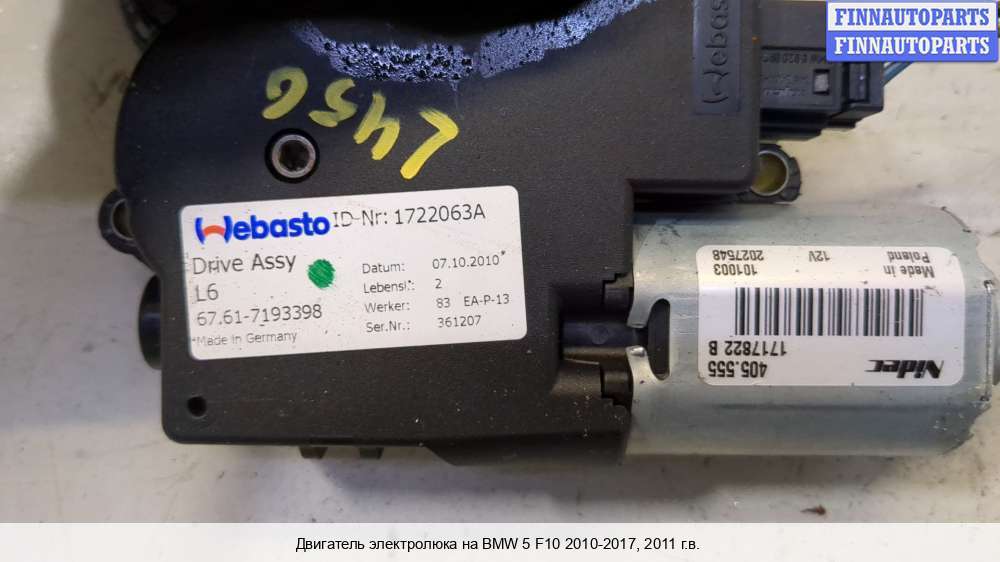 FINNAUTOPARTS
FINNAUTOPARTS
Webasto
L456
Webasto ID-Nr: 1722063A
Drive Assy
L6
67.61-7193398
*Made in Germany
Datum: 07.10.2010*
Lebensl.: 2
Werker: 83 EA-P-13
Ser.Nr.: 361207
Made in
Poland
12V
101003
2027548
1717822 B
405.555
Nidec
Двигатель электролюка на BMW 5 F10 2010-2017, 2011 г.в.